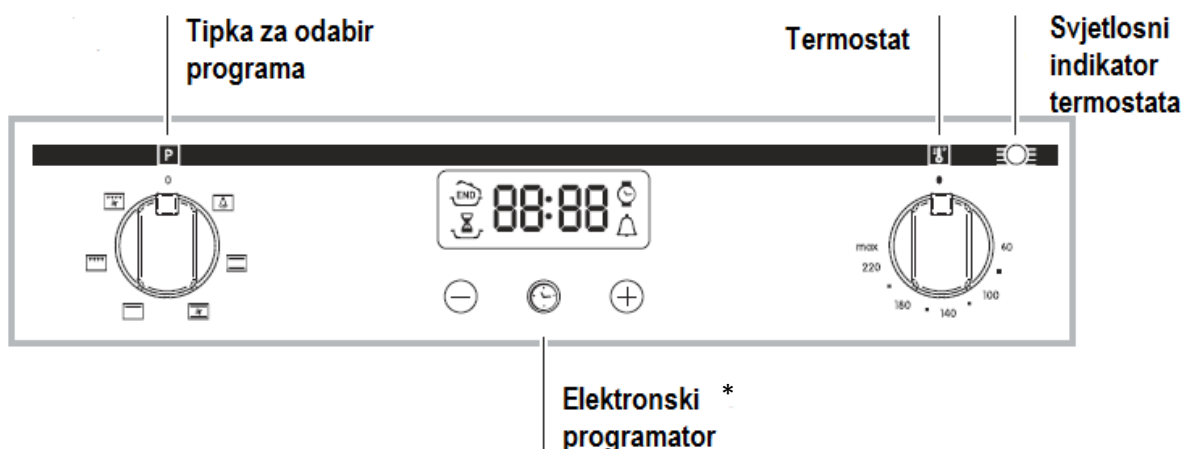 Tipka za odabir
programa
Termostat
Svjetlosni
indikator
termostata
P
0
END
88:88
max
220
180
140
100
60
Elektronski *
programator